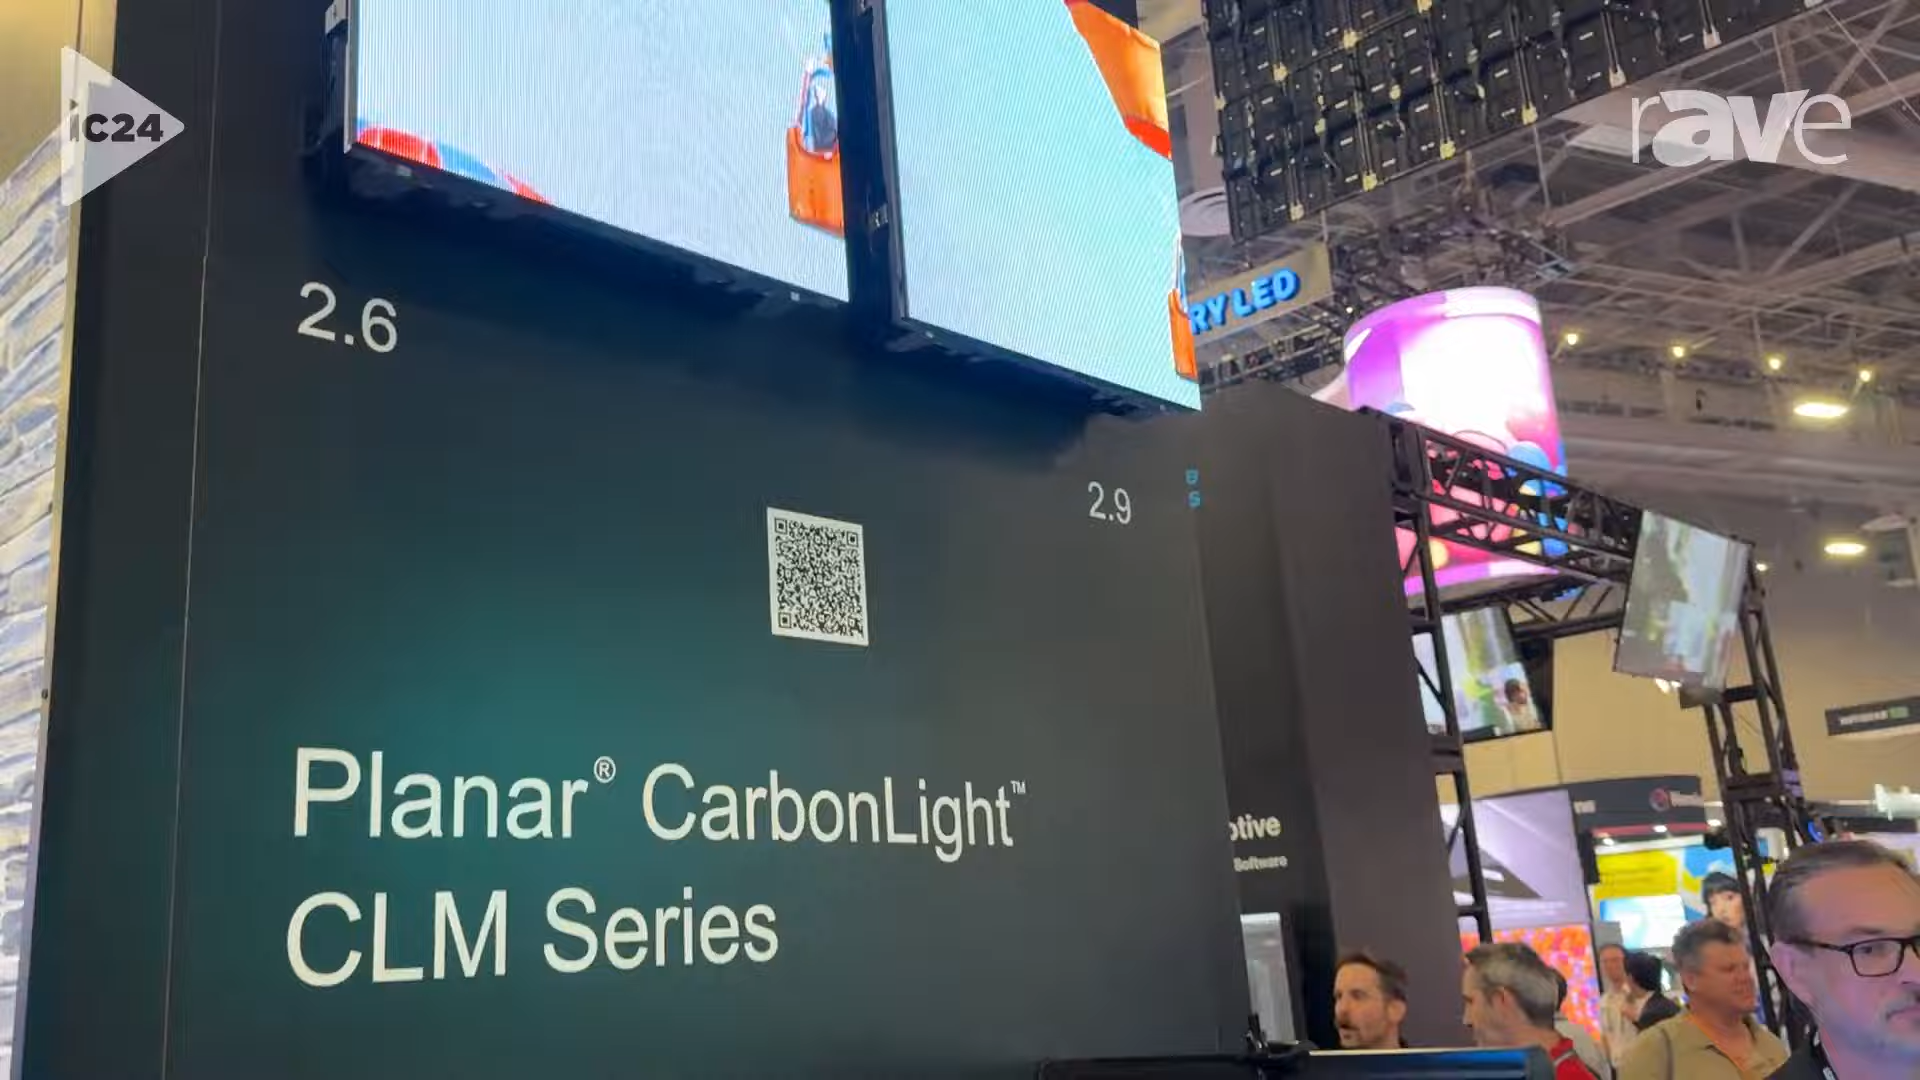 iC24
rAVe
RY LED
2.6
2.9
Planar® CarbonLight™
CLM Series
otive
Software